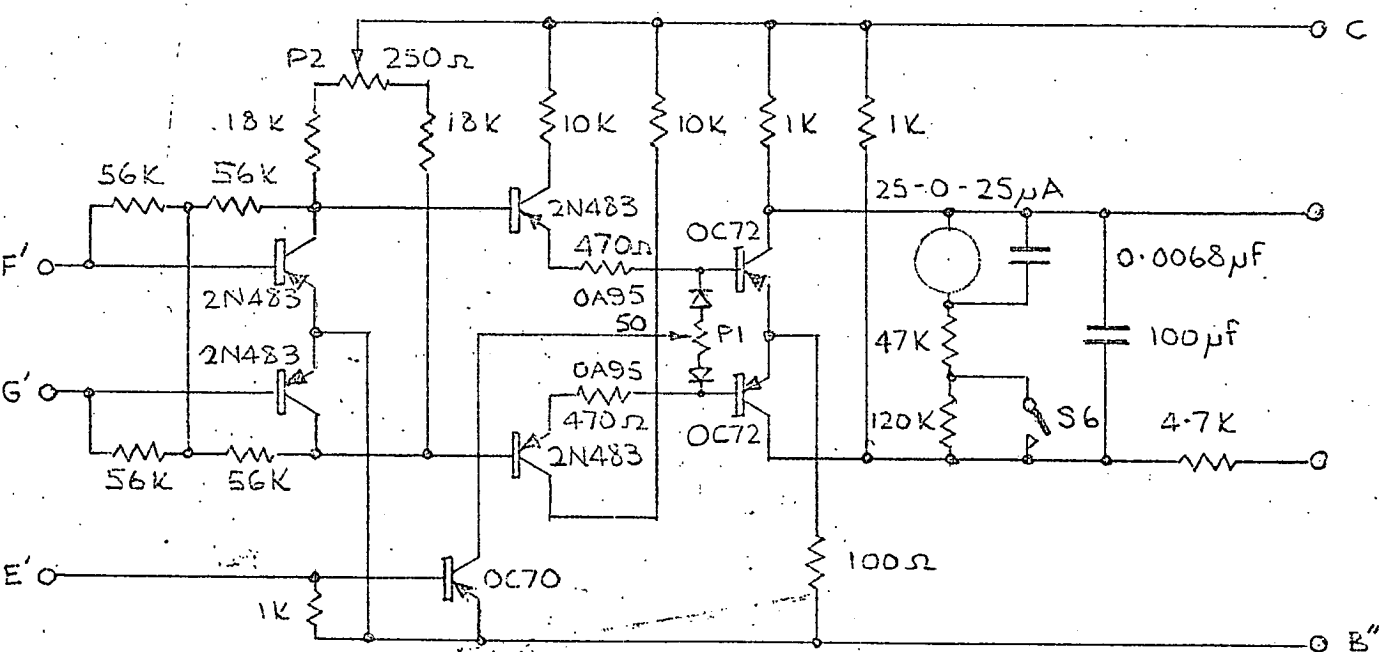 C
P2 250Ω
18K 18K 10K 10K 1K 1K
56K 56K
25-0-25µA
2N483
OC72
470Ω
F'
0.0068µf
2N483
OA95
50 P1
2N483
47K 100µf
G'
OA95
470Ω
120K S6 4.7K
OC72
2N483
56K 56K
E'
OC70
100Ω
1K
B"